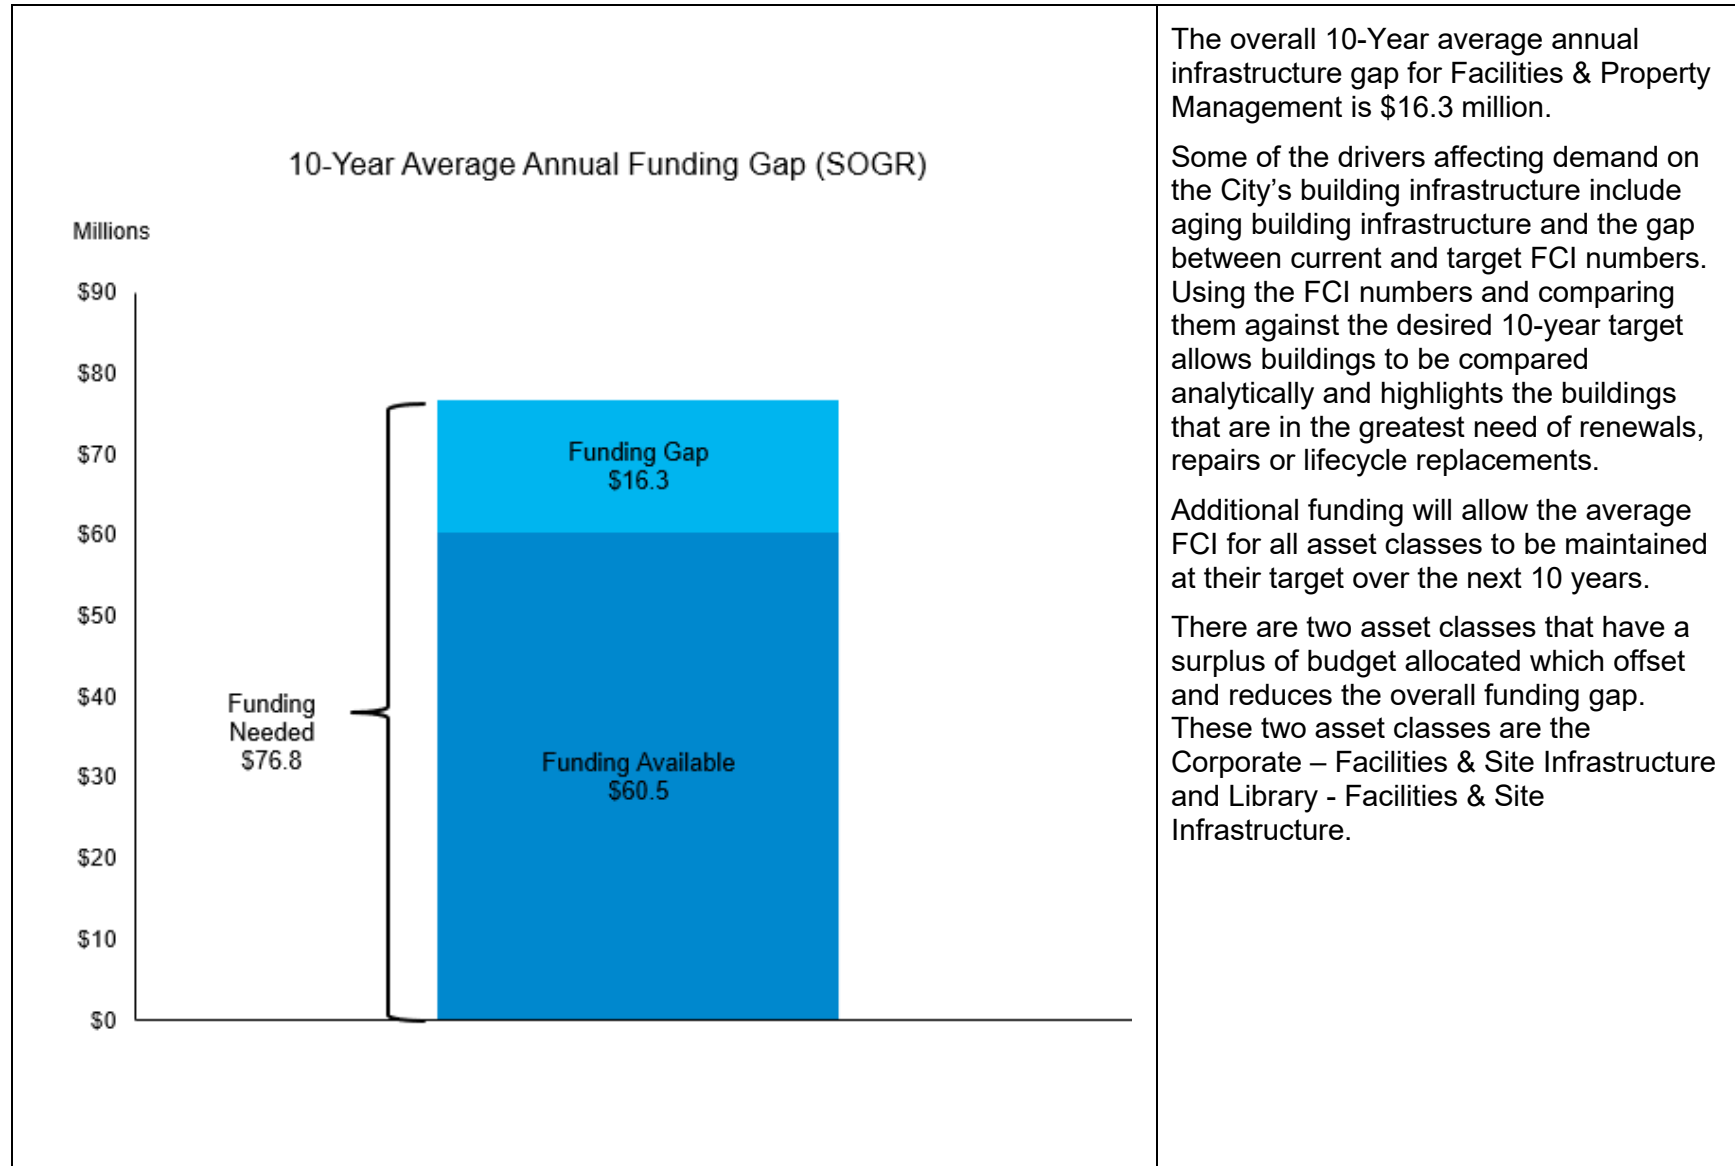 10-Year Average Annual Funding Gap (SOGR)
Millions
$90
$80
$70
$60
$50
$40
$30
$20
$10
$0
Funding
Needed
$76.8
Funding Gap
$16.3
Funding Available
$60.5
The overall 10-Year average annual
infrastructure gap for Facilities & Property
Management is $16.3 million.
Some of the drivers affecting demand on
the City’s building infrastructure include
aging building infrastructure and the gap
between current and target FCI numbers.
Using the FCI numbers and comparing
them against the desired 10-year target
allows buildings to be compared
analytically and highlights the buildings
that are in the greatest need of renewals,
repairs or lifecycle replacements.
Additional funding will allow the average
FCI for all asset classes to be maintained
at their target over the next 10 years.
There are two asset classes that have a
surplus of budget allocated which offset
and reduces the overall funding gap.
These two asset classes are the
Corporate – Facilities & Site Infrastructure
and Library - Facilities & Site
Infrastructure.